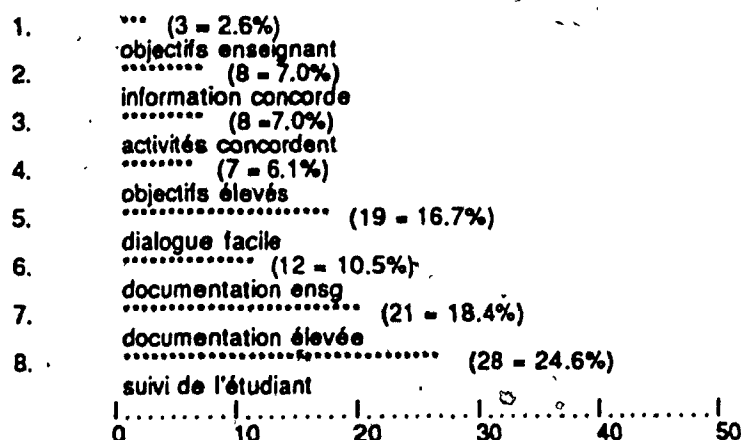 1. *** (3 = 2.6%)
objectifs enseignant
2. ******** (8 = 7.0%)
information concorde
3. ******** (8 =7.0%)
activités concordent
4. ******* (7 = 6.1%)
objectifs élevés
5. ******************* (19 = 16.7%)
dialogue facile
6. ************ (12 = 10.5%)
documentation ensg
7. ********************* (21 = 18.4%)
documentation élevée
8. **************************** (28 = 24.6%)
suivi de l'étudiant
I.........I.........I.........I.........I.........I
0 10 20 30 40 50